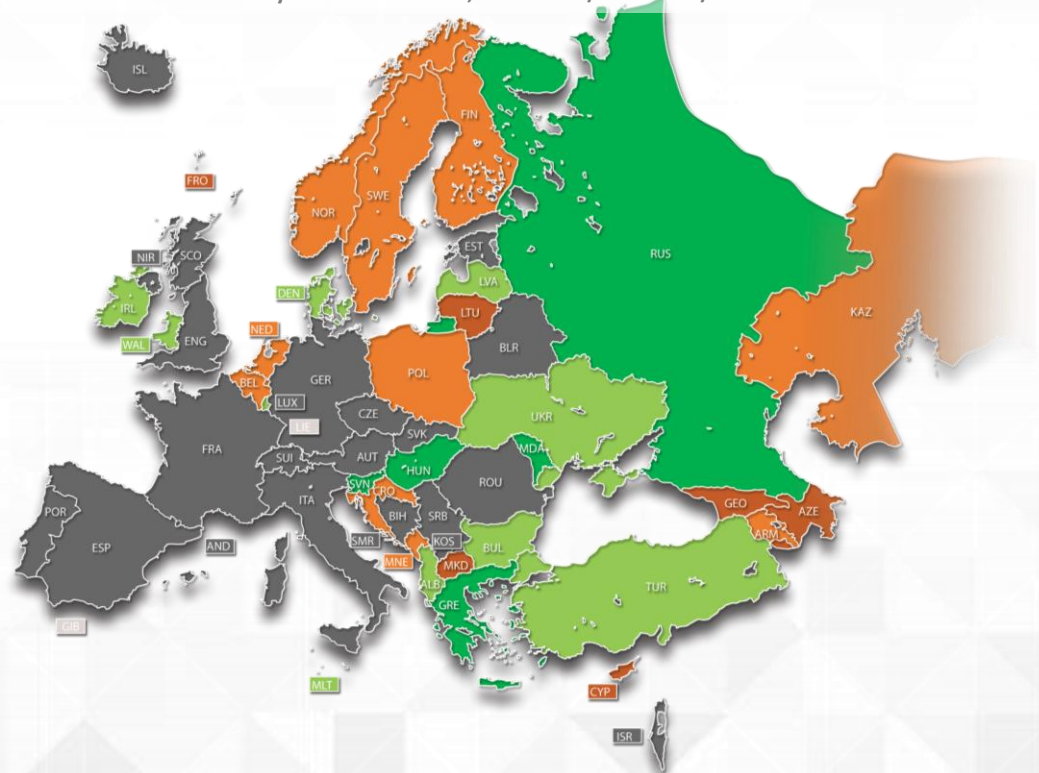 ISL
FIN
FRO
NOR
SWE
NIR
SCO
EST
RUS
IRL
DEN
LVA
LTU
KAZ
WAL
ENG
NED
BLR
BEL
GER
POL
LUX
CZE
UKR
LIE
SVK
FRA
SUI
AUT
HUN
MDA
SVN
CRO
ROU
ITA
POR
BIH
SRB
GEO
AZE
ESP
AND
SMR
KOS
BUL
ARM
MNE
MKD
ALB
TUR
GRE
GIB
MLT
CYP
ISR